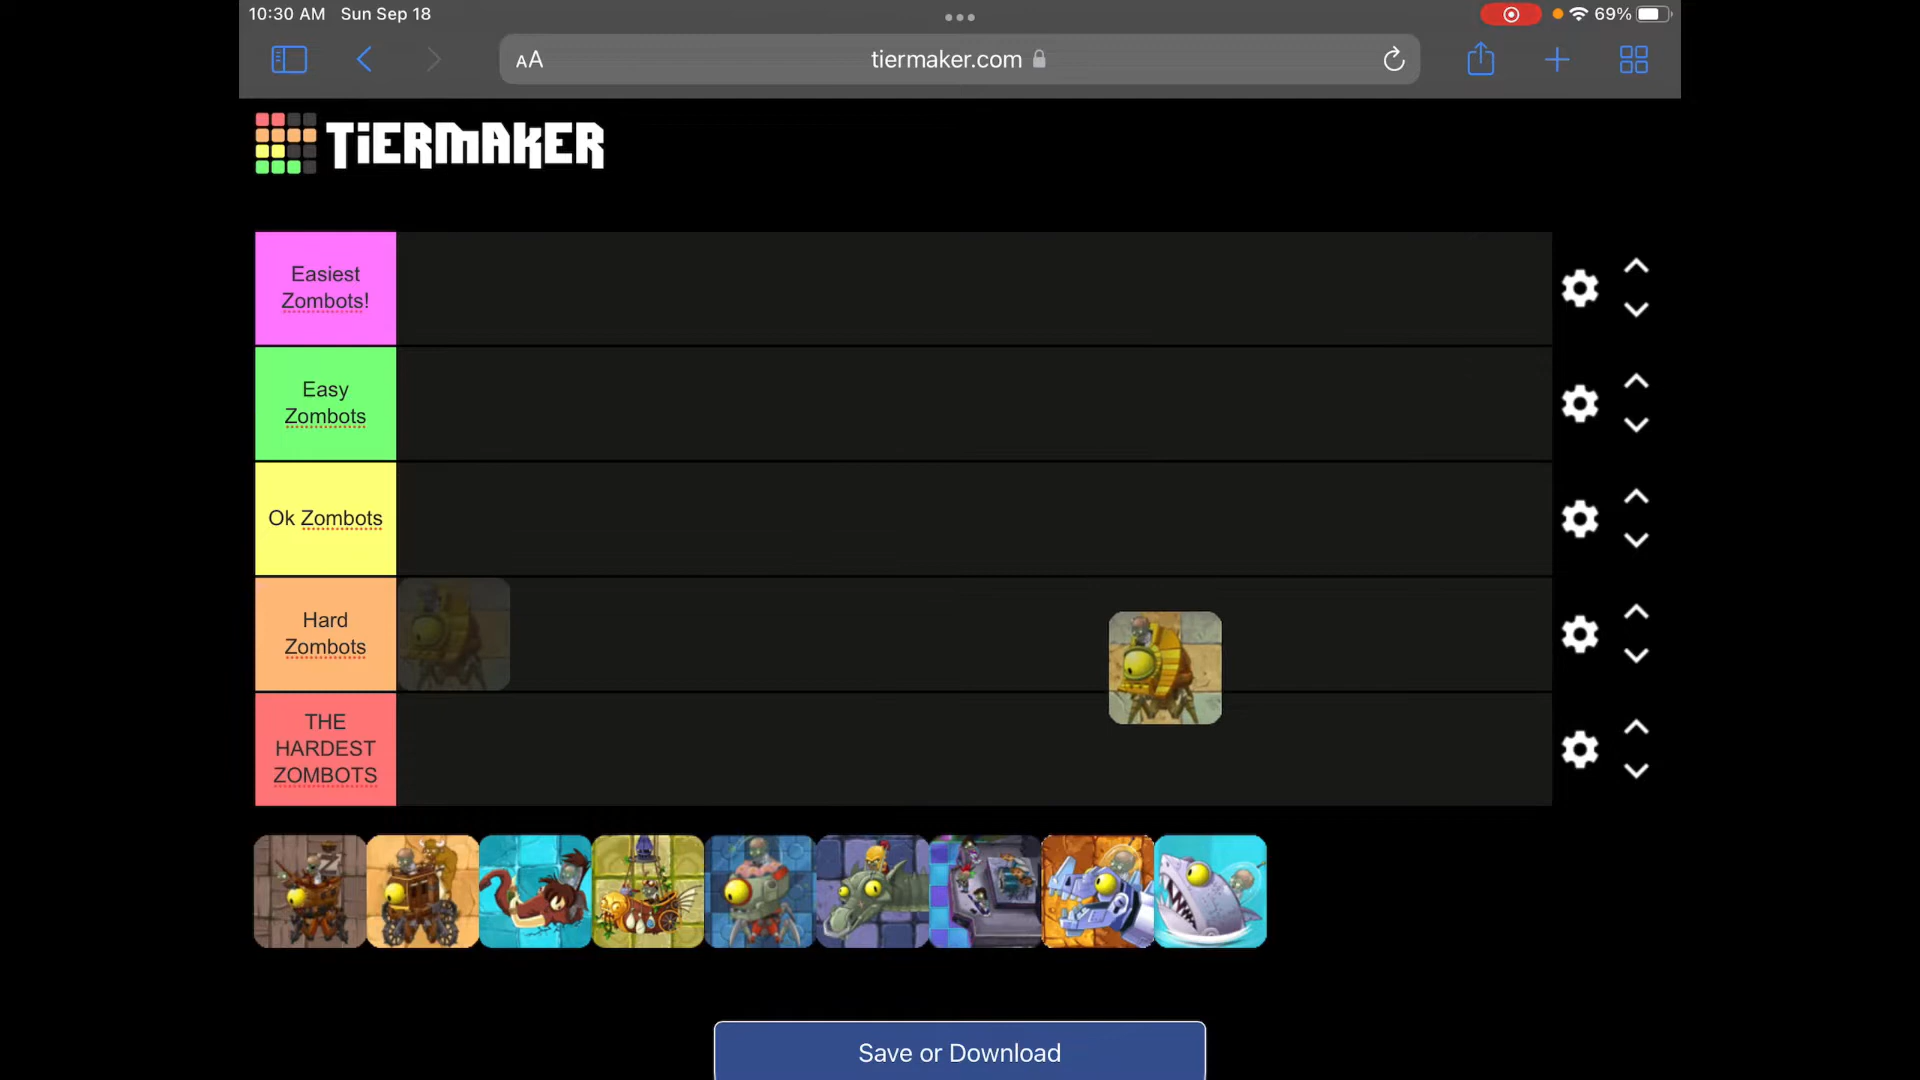 10:30 AM Sun Sep 18
69%
AA
tiermaker.com
TiERMAKER
Easiest
Zombots!
Easy
Zombots
Ok Zombots
Hard
Zombots
THE
HARDEST
ZOMBOTS
Save or Download